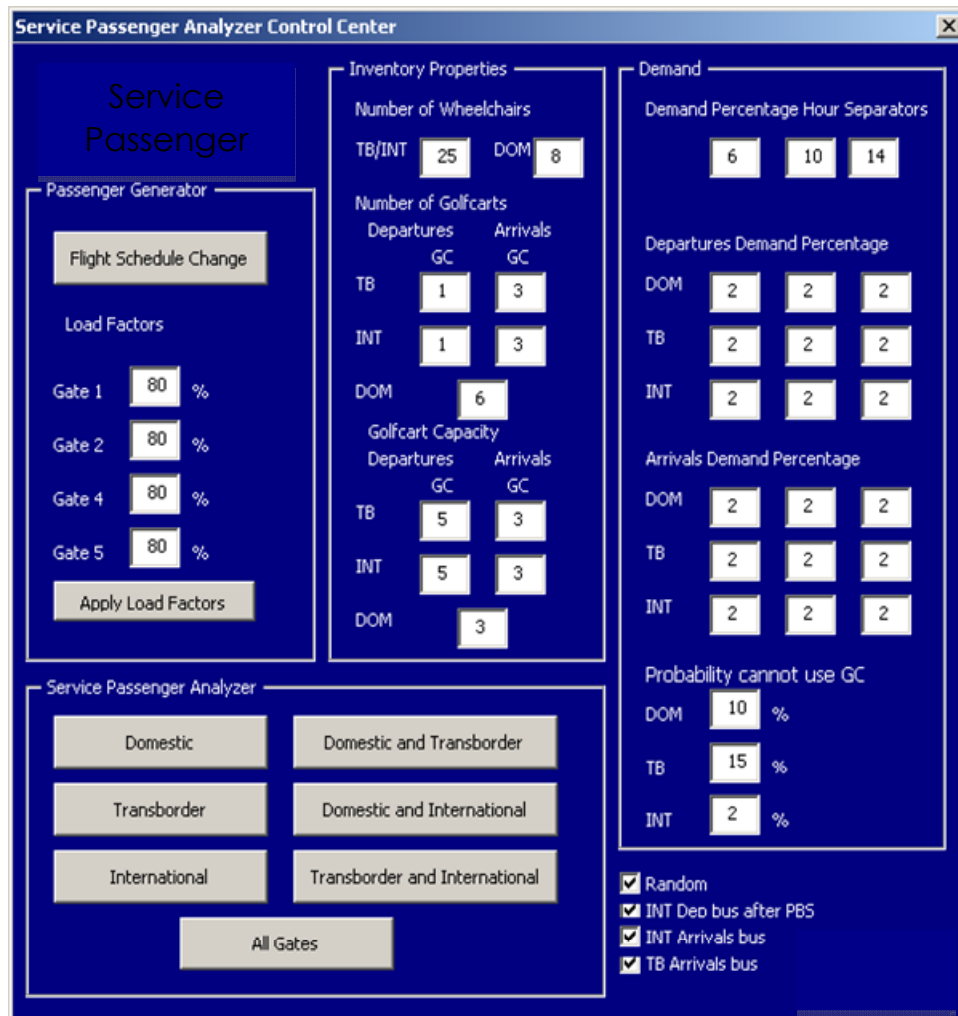 Service Passenger Analyzer Control Center
Service
Passenger
Passenger Generator
Flight Schedule Change
Load Factors
Gate 1 80 %
Gate 2 80 %
Gate 4 80 %
Gate 5 80 %
Apply Load Factors
Inventory Properties
Number of Wheelchairs
TB/INT 25 DOM 8
Number of Golfcarts
Departures Arrivals
GC GC
TB 1 3
INT 1 3
DOM 6
Golfcart Capacity
Departures Arrivals
GC GC
TB 5 3
INT 5 3
DOM 3
Demand
Demand Percentage Hour Separators
6 10 14
Departures Demand Percentage
DOM 2 2 2
TB 2 2 2
INT 2 2 2
Arrivals Demand Percentage
DOM 2 2 2
TB 2 2 2
INT 2 2 2
Probability cannot use GC
DOM 10 %
TB 15 %
INT 2 %
Service Passenger Analyzer
Domestic Domestic and Transborder
Transborder Domestic and International
International Transborder and International
All Gates
Random
INT Dep bus after PBS
INT Arrivals bus
TB Arrivals bus